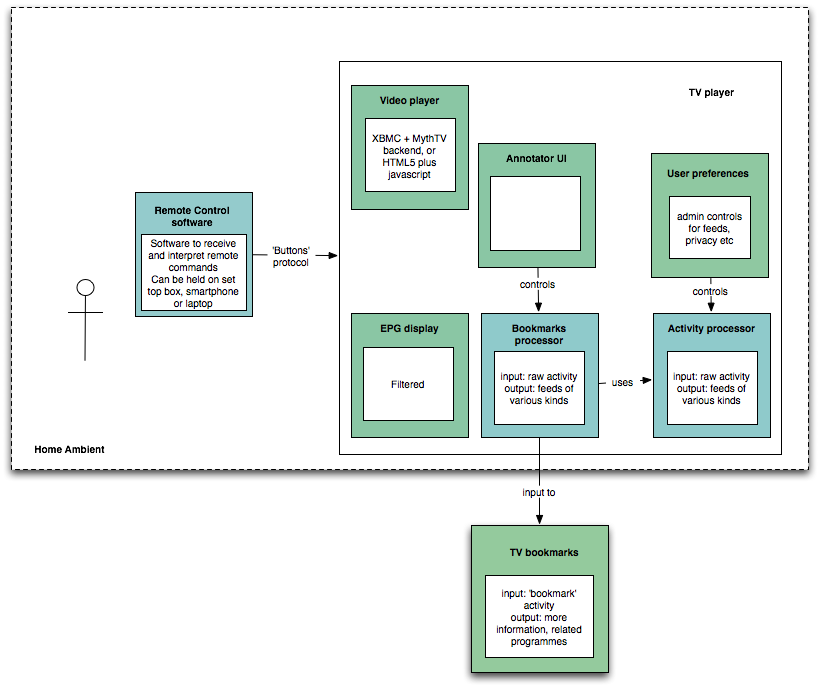 TV player
Video player
XBMC + MythTV
backend, or
HTML5 plus
javascript
Annotator UI
User preferences
admin controls
for feeds,
privacy etc
Remote Control
software
Software to receive
and interpret remote
commands
Can be held on set
top box, smartphone
or laptop
'Buttons'
protocol
controls
controls
EPG display
Filtered
Bookmarks
processor
input: raw activity
output: feeds of
various kinds
uses
Activity processor
input: raw activity
output: feeds of
various kinds
Home Ambient
input to
TV bookmarks
input: 'bookmark'
activity
output: more
information, related
programmes